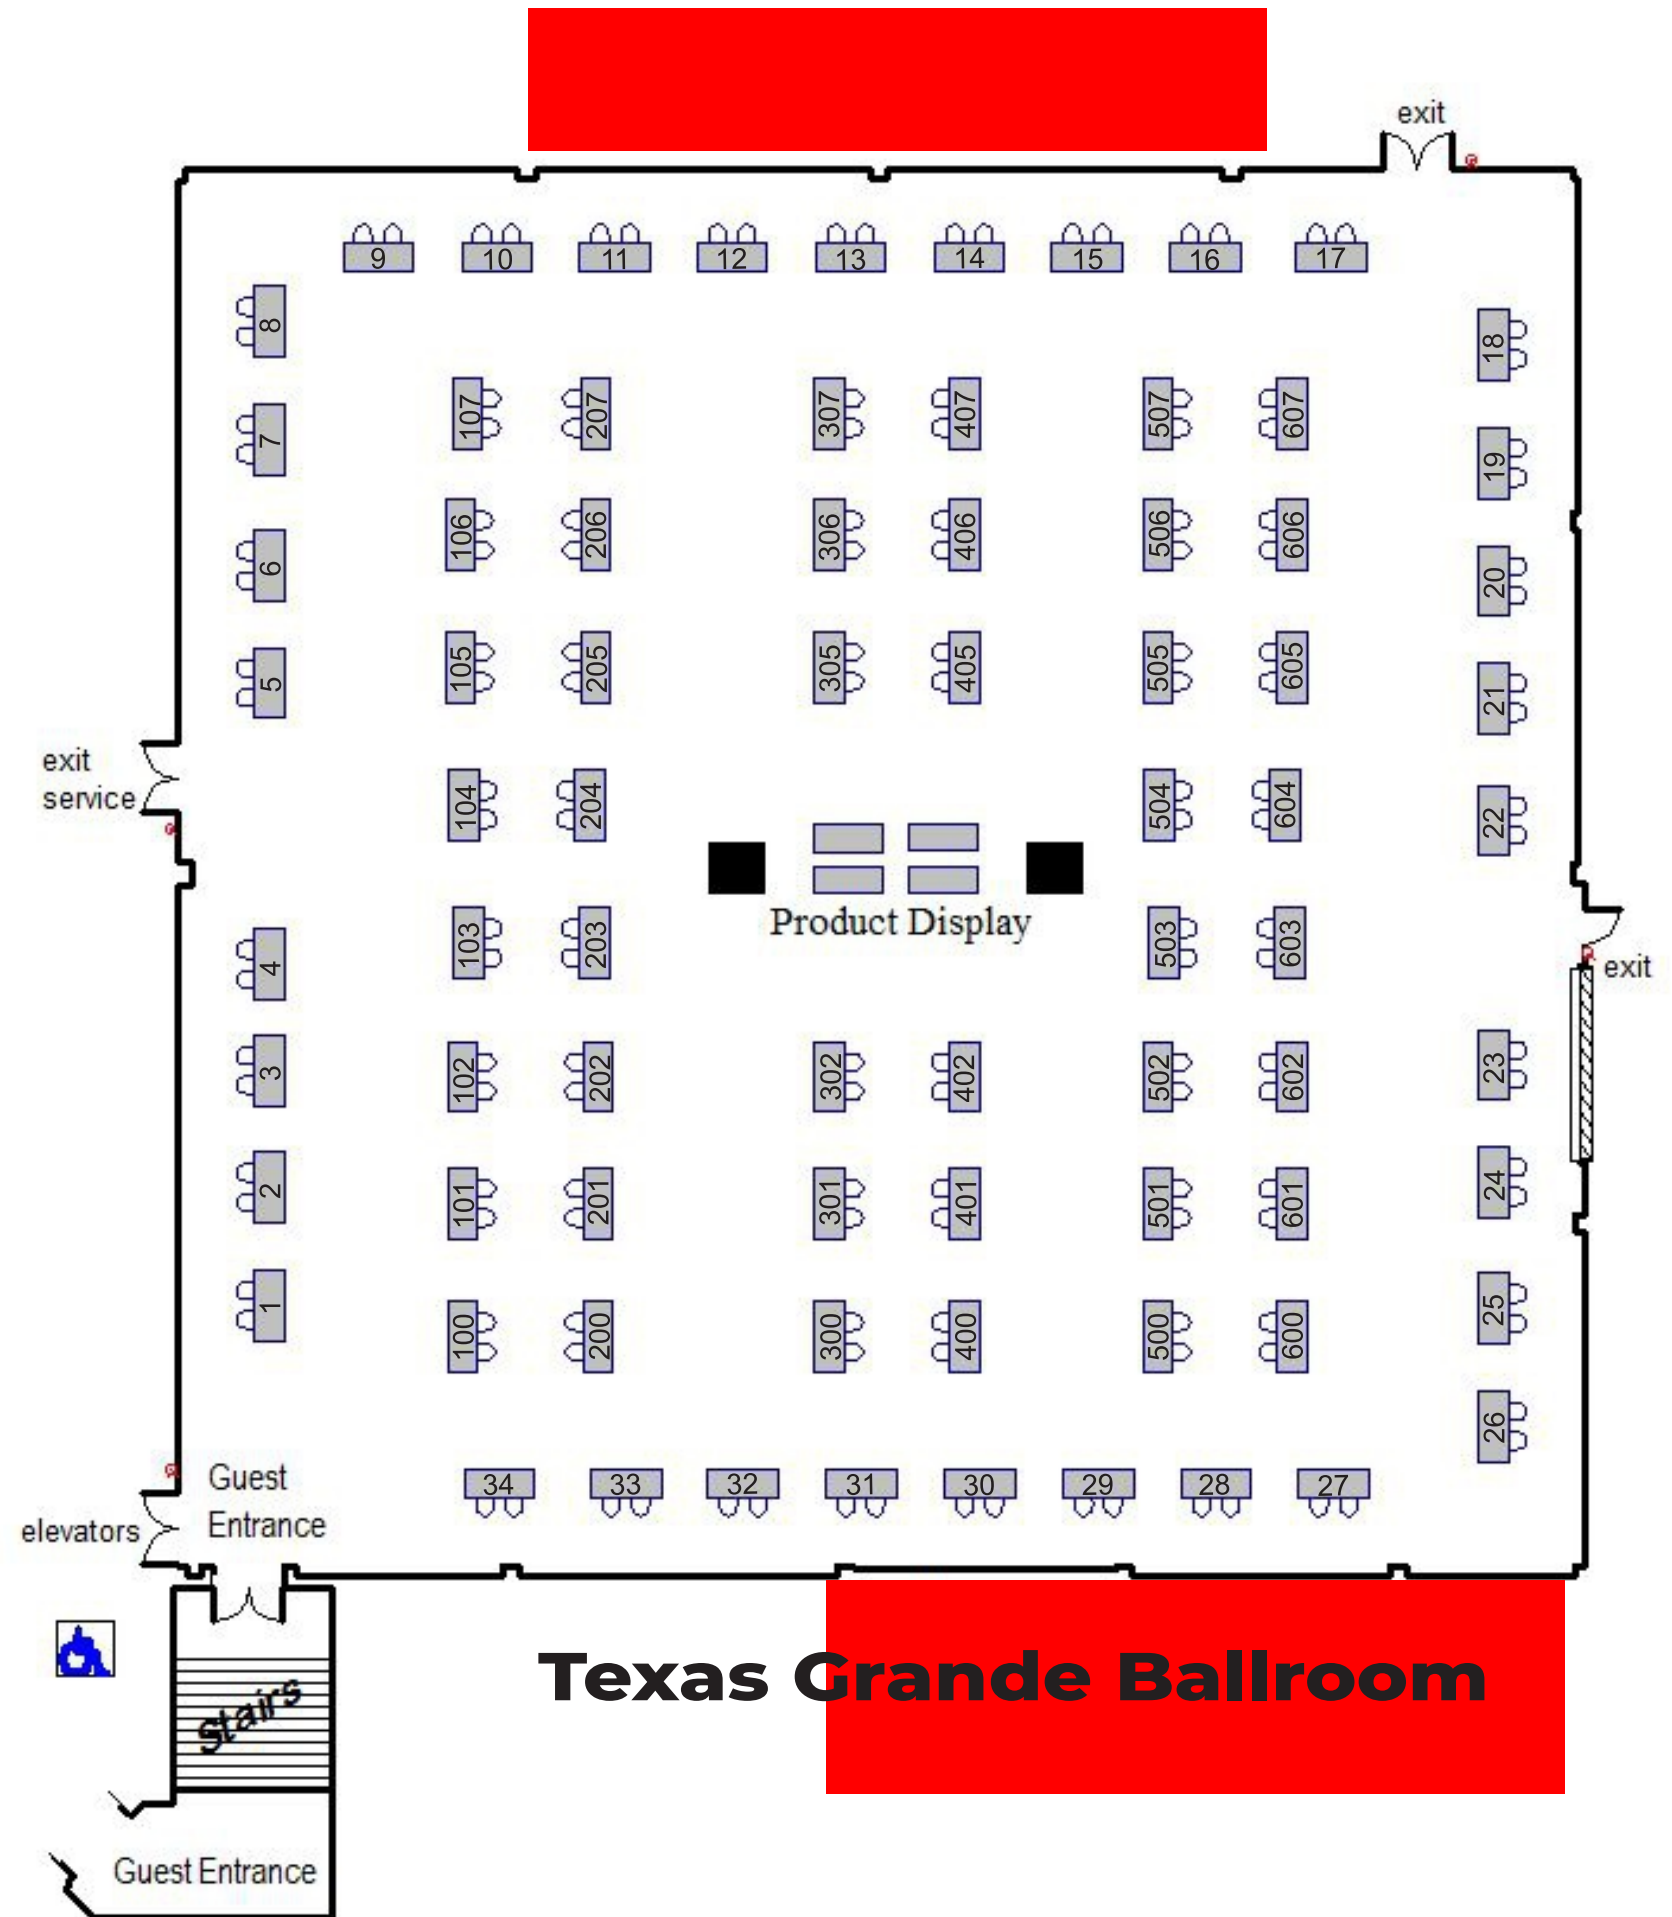 exit
9 10 11 12 13 14 15 16 17
8
18
107 207 307 407 507 607
7
19
106 206 306 406 506 606
6
20
105 205 305 405 505 605
5
21
exit
service
104 204 504 604
22
Product Display
103 203 503 603
4
exit
3
102 202 302 402 502 602
23
2
101 201 301 401 501 601
24
1
25
100 200 300 400 500 600
26
Guest
Entrance
34 33 32 31 30 29 28 27
elevators
Texas Grande Ballroom
Stairs
Guest Entrance